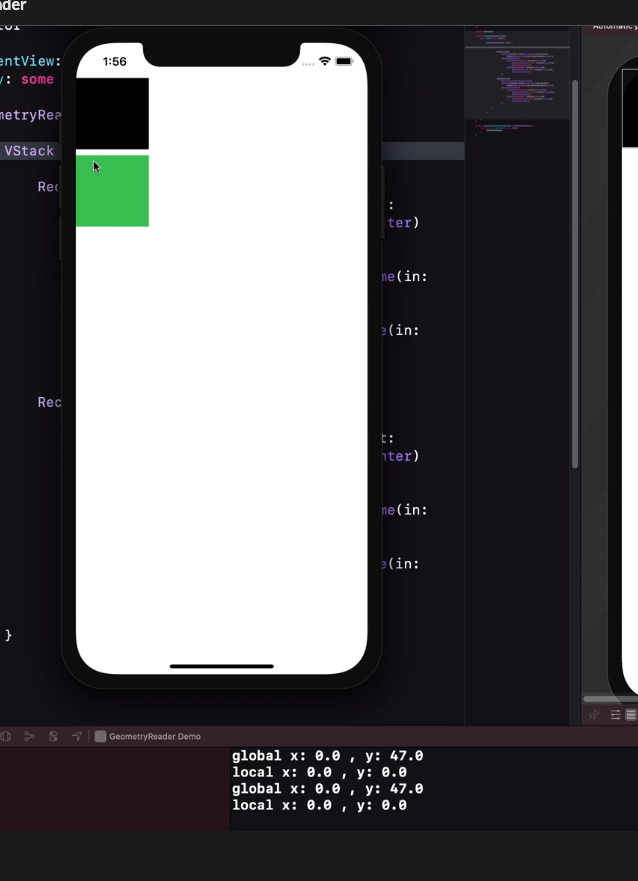 ader
1:56
entView:
y: some
metryRea
VStack
Rec
:
ter)
me(in:
e(in:
Rec
t:
nter)
me(in:
e(in:
}
GeometryReader Demo
global x: 0.0 , y: 47.0
local x: 0.0 , y: 0.0
global x: 0.0 , y: 47.0
local x: 0.0 , y: 0.0